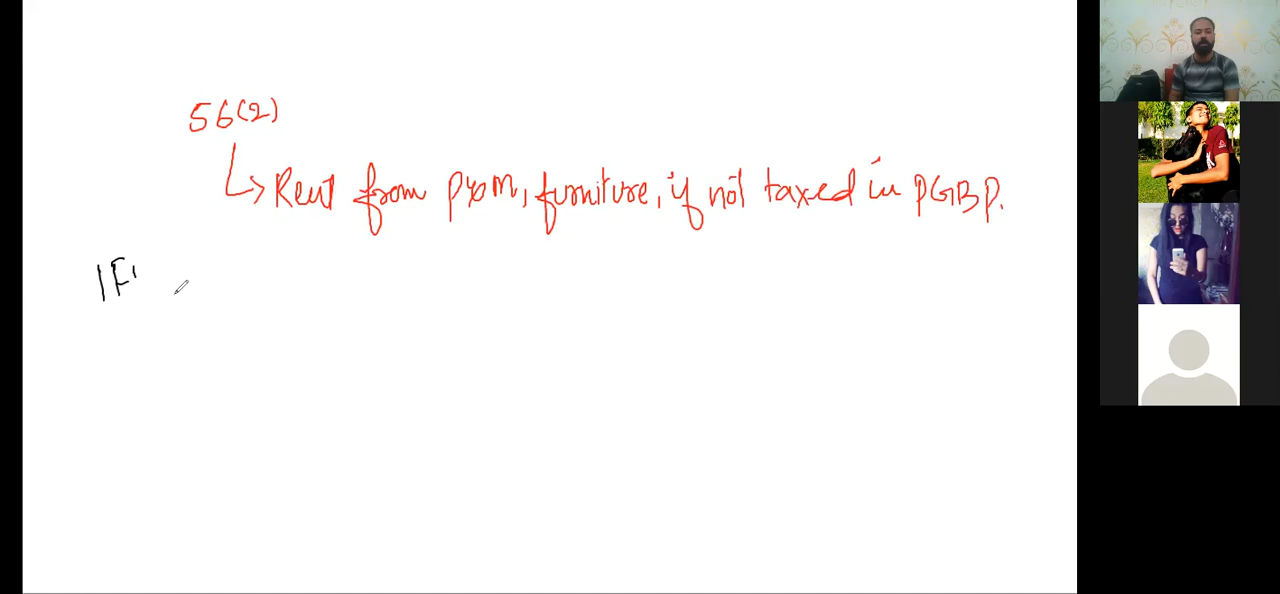 56(2)
Rent from P&M, furniture, if not taxed in PGBP.
IF'